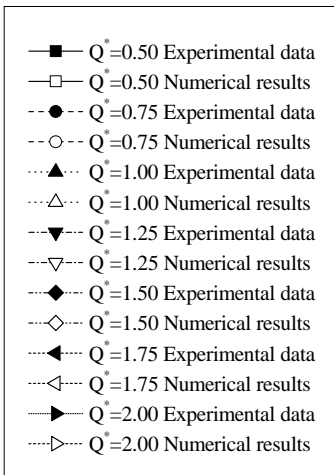 Q*=0.50 Experimental data
Q*=0.50 Numerical results
Q*=0.75 Experimental data
Q*=0.75 Numerical results
Q*=1.00 Experimental data
Q*=1.00 Numerical results
Q*=1.25 Experimental data
Q*=1.25 Numerical results
Q*=1.50 Experimental data
Q*=1.50 Numerical results
Q*=1.75 Experimental data
Q*=1.75 Numerical results
Q*=2.00 Experimental data
Q*=2.00 Numerical results